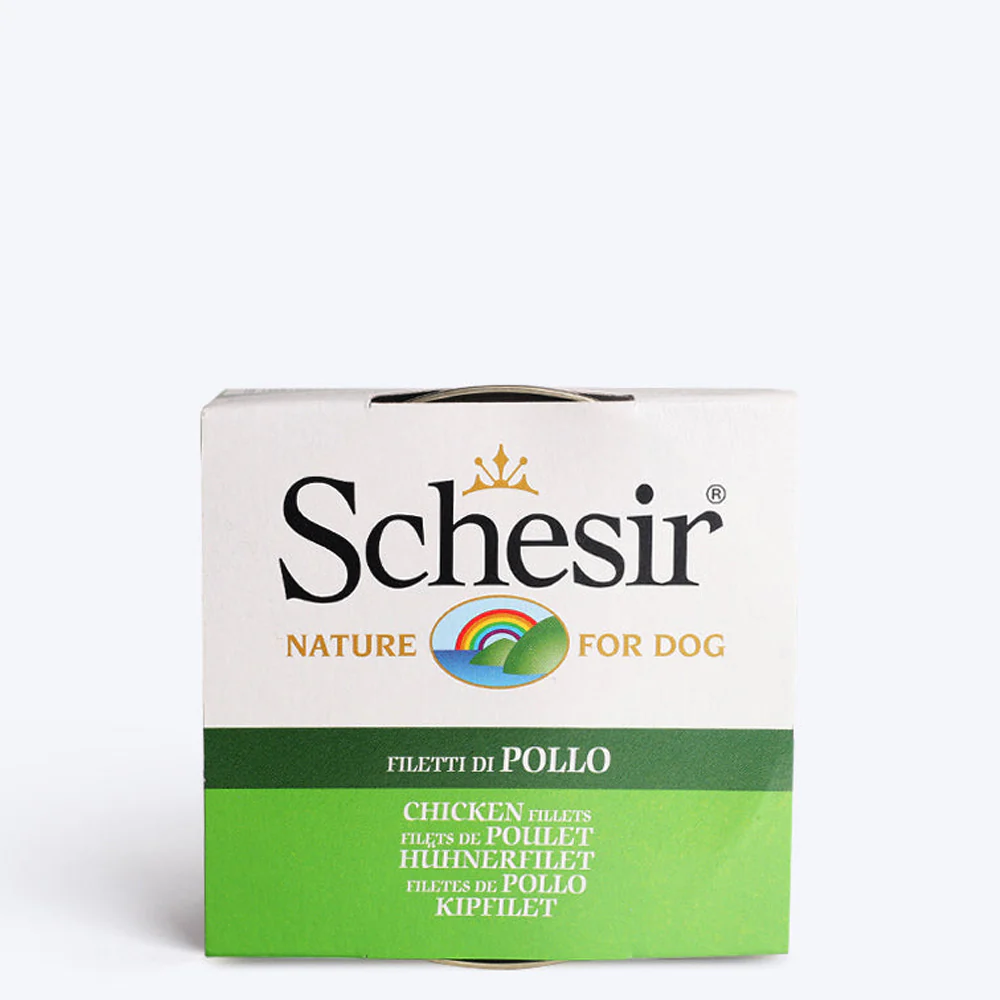 Schesir®
NATURE FOR DOG
FILETTI DI POLLO
CHICKEN FILLETS
FILETS DE POULET
HÜHNERFILET
FILETES DE POLLO
KIPFILET